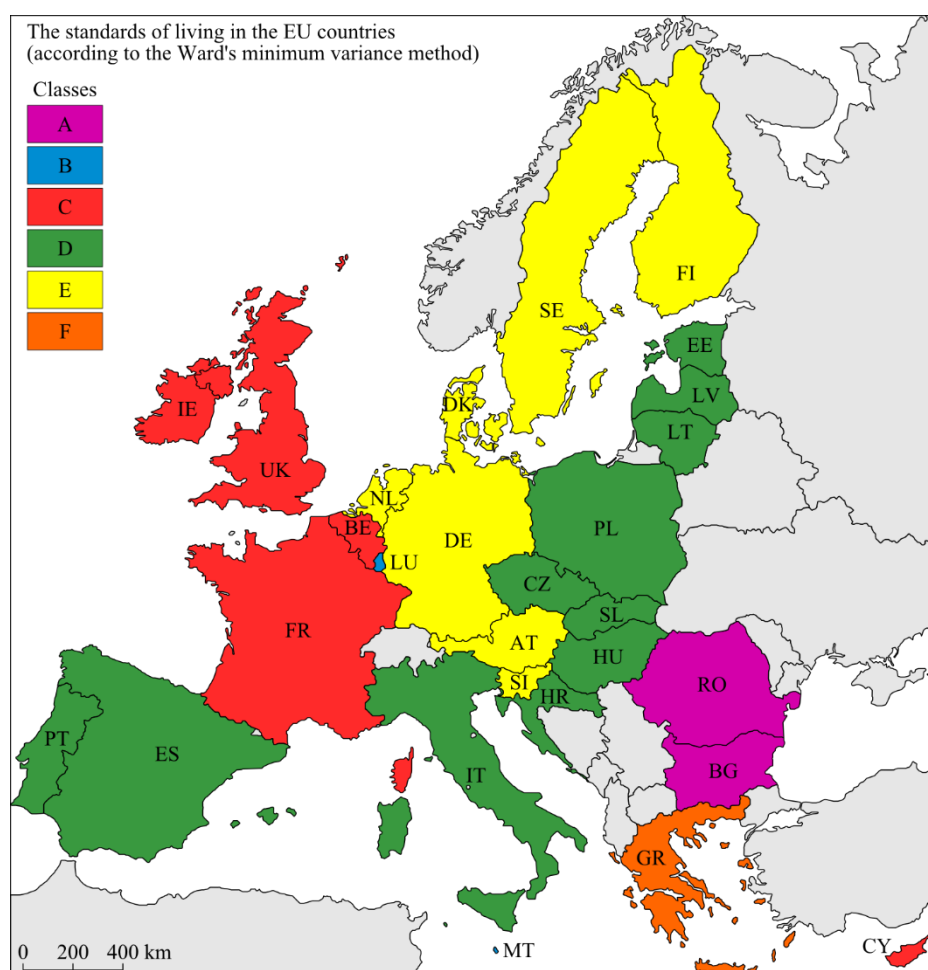 The standards of living in the EU countries
(according to the Ward's minimum variance method)
Classes
A
B
C
D
E
F
FI
SE
EE
LV
LT
DK
IE
UK
NL
BE
LU
DE
PL
CZ
SL
FR
AT
HU
SI
HR
RO
PT
ES
IT
BG
GR
MT
CY
0 200 400 km